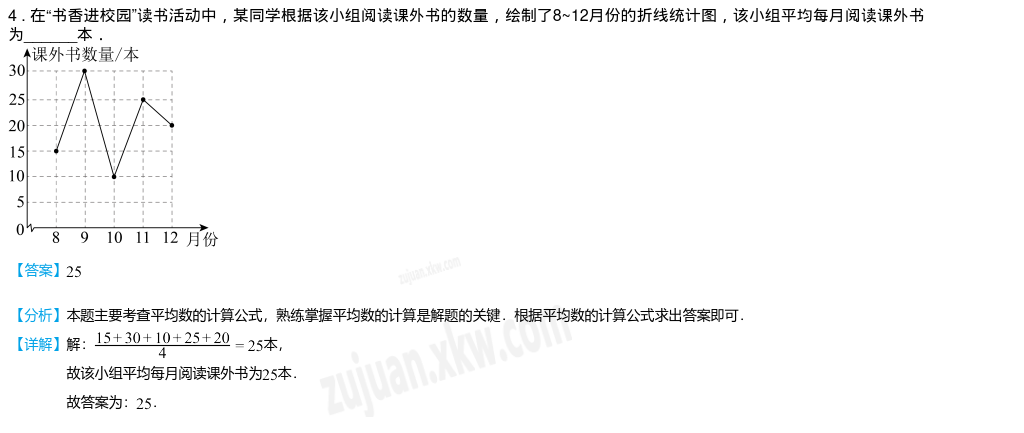 4．在“书香进校园”读书活动中，某同学根据该小组阅读课外书的数量，绘制了8~12月份的折线统计图，该小组平均每月阅读课外书
为_______本．
课外书数量/本
30
25
20
15
10
5
0
8 9 10 11 12 月份
【答案】25
zujuan.xkw.com
【分析】本题主要考查平均数的计算公式，熟练掌握平均数的计算是解题的关键．根据平均数的计算公式求出答案即可．
【详解】解：(15+30+10+25+20)/4 = 25本，
故该小组平均每月阅读课外书为25本．
故答案为：25．
zujuan.xkw.com